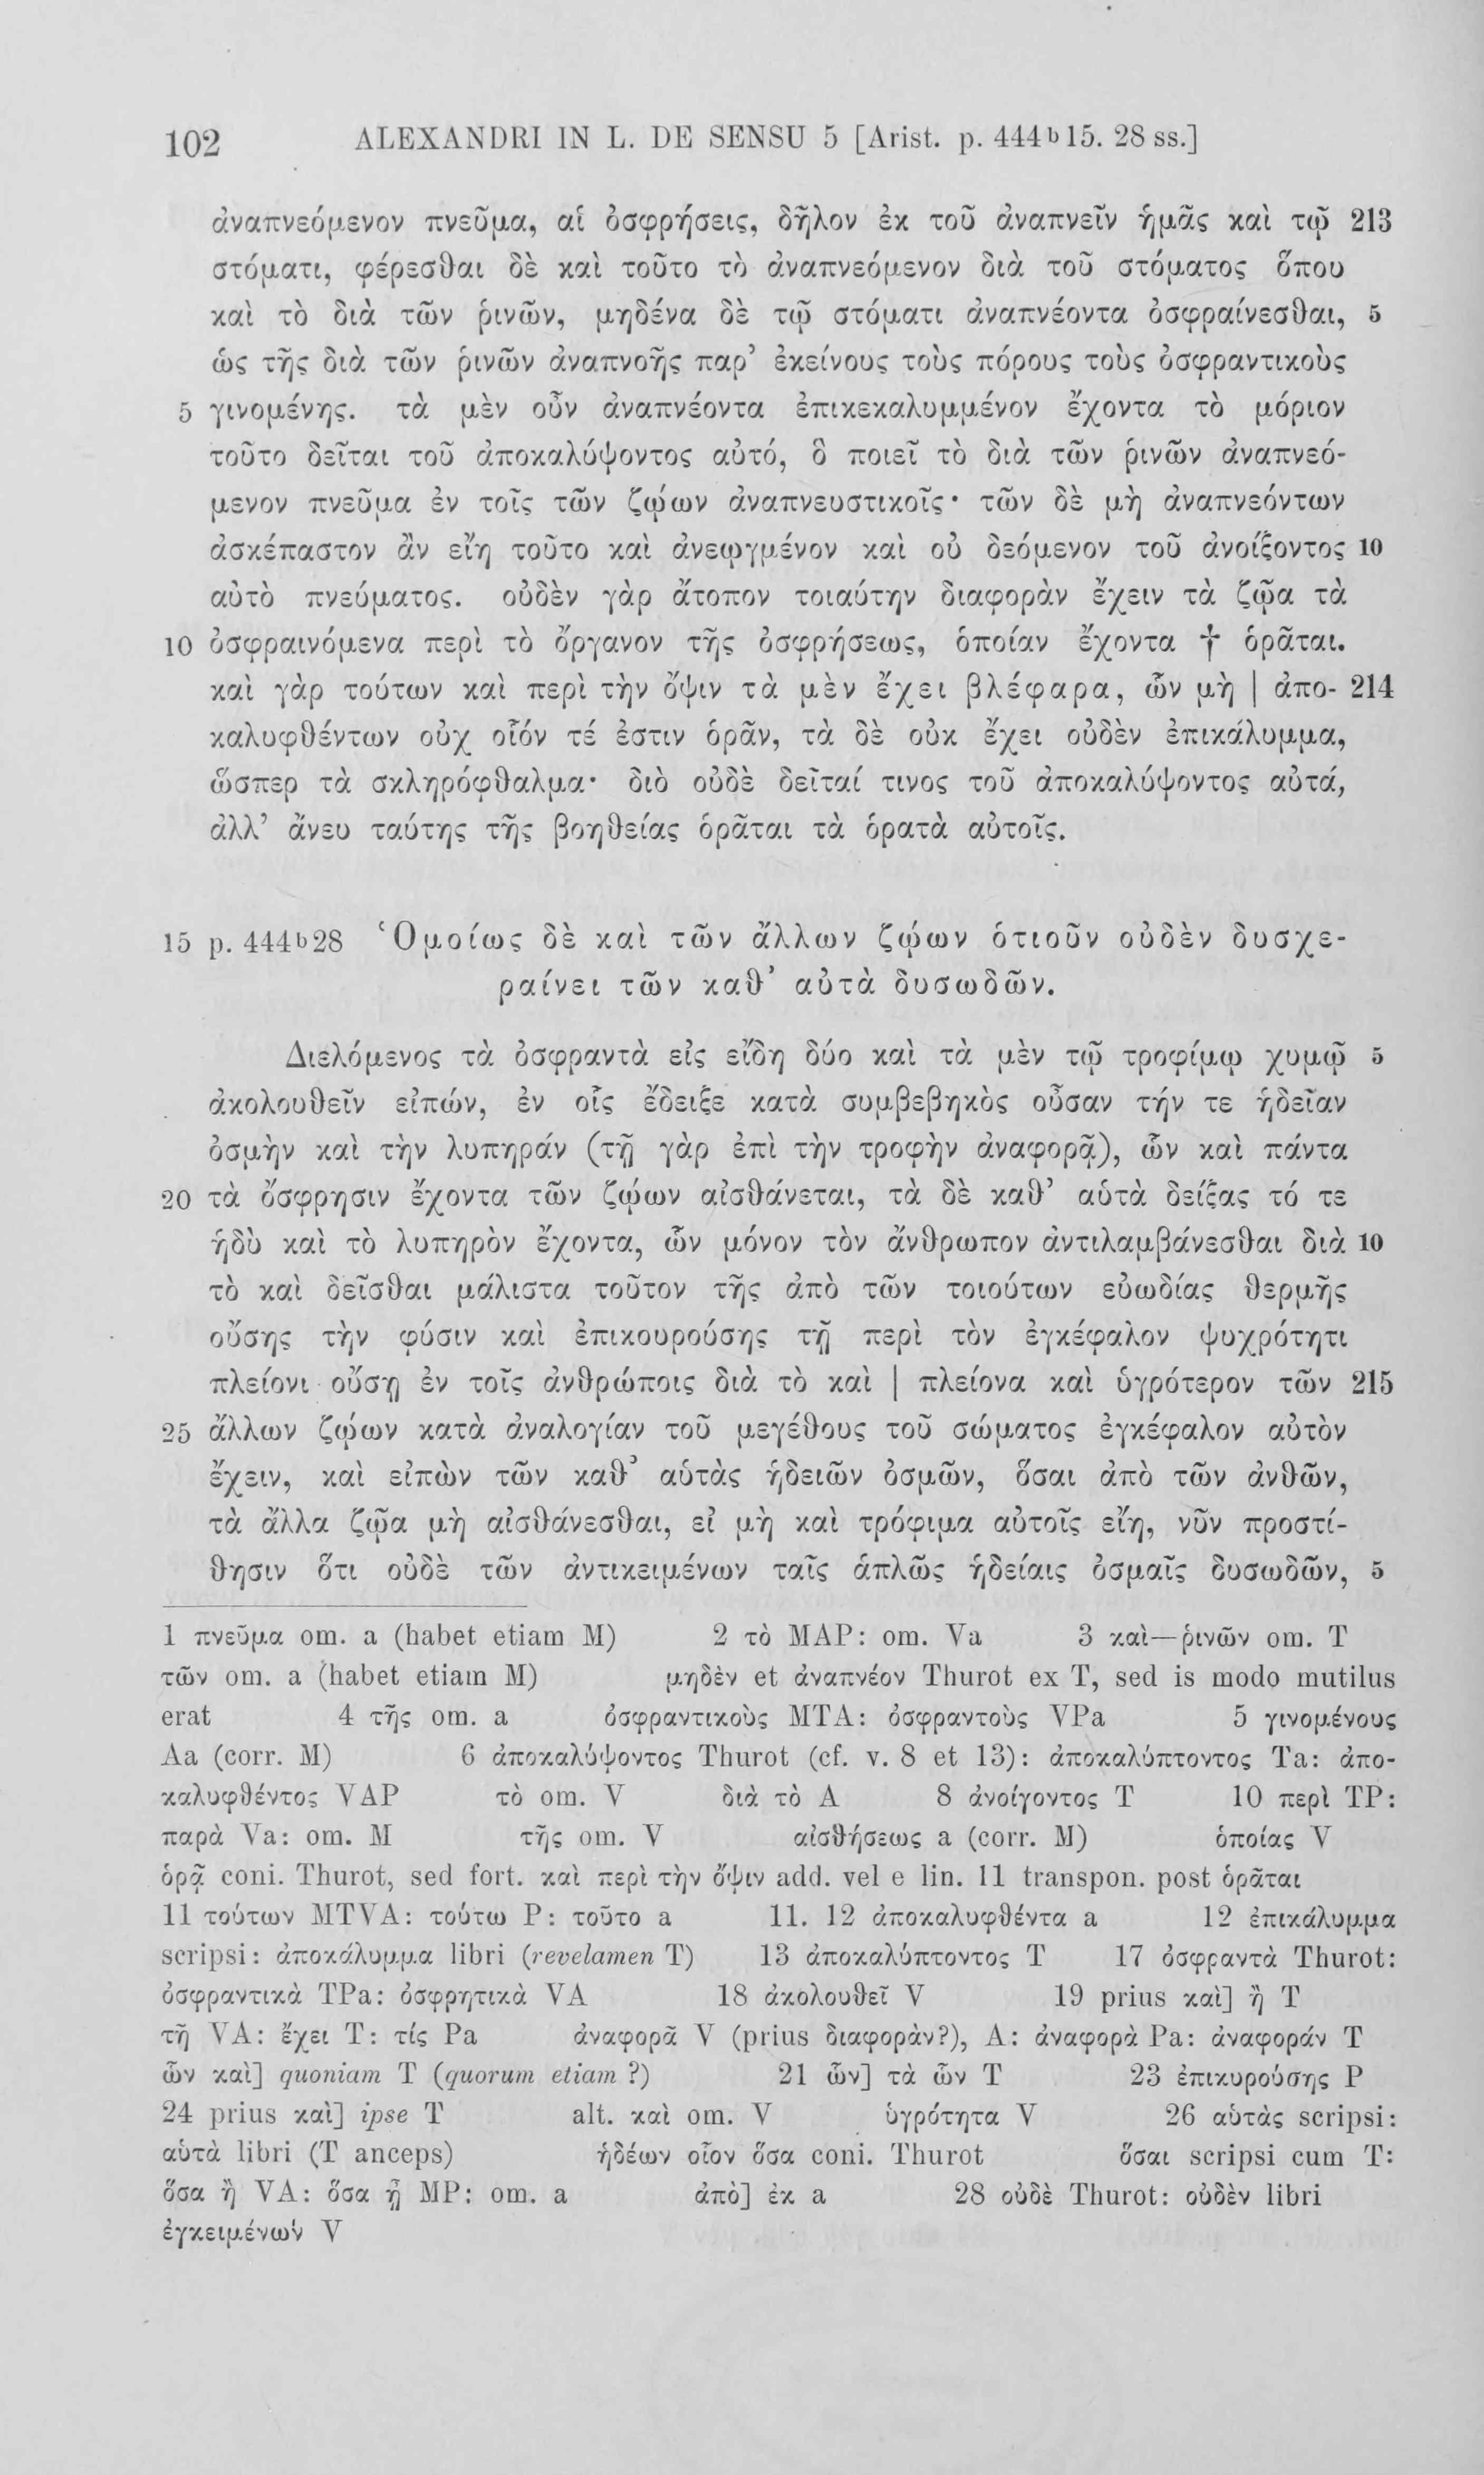 102 ALEXANDRI IN L. DE SENSU 5 [Arist. p. 444b15. 28 ss.]
ἀναπνεόμενον πνεῦμα, αἱ ὀσφρήσεις, δῆλον ἐκ τοῦ ἀναπνεῖν ἡμᾶς καὶ τῷ 213
στόματι, φέρεσθαι δὲ καὶ τοῦτο τὸ ἀναπνεόμενον διὰ τοῦ στόματος ὅπου
καὶ τὸ διὰ τῶν ῥινῶν, μηδένα δὲ τῷ στόματι ἀναπνέοντα ὀσφραίνεσθαι, 5
ὡς τῆς διὰ τῶν ῥινῶν ἀναπνοῆς παρ’ ἐκείνους τοὺς πόρους τοὺς ὀσφραντικοὺς
5 γινομένης. τὰ μὲν οὖν ἀναπνέοντα ἐπικεκαλυμμένον ἔχοντα τὸ μόριον
τοῦτο δεῖται τοῦ ἀποκαλύψοντος αὐτό, ὃ ποιεῖ τὸ διὰ τῶν ῥινῶν ἀναπνεό-
μενον πνεῦμα ἐν τοῖς τῶν ζῴων ἀναπνευστικοῖς· τῶν δὲ μὴ ἀναπνεόντων
ἀσκέπαστον ἂν εἴη τοῦτο καὶ ἀνεῳγμένον καὶ οὐ δεόμενον τοῦ ἀνοίξοντος 10
αὐτὸ πνεύματος. οὐδὲν γὰρ ἄτοπον τοιαύτην διαφορὰν ἔχειν τὰ ζῷα τὰ
10 ὀσφραινόμενα περὶ τὸ ὄργανον τῆς ὀσφρήσεως, ὁποίαν ἔχοντα † ὁρᾶται.
καὶ γὰρ τούτων καὶ περὶ τὴν ὄψιν τὰ μὲν ἔχει βλέφαρα, ὧν μὴ | ἀπο- 214
καλυφθέντων οὐχ οἷόν τέ ἐστιν ὁρᾶν, τὰ δὲ οὐκ ἔχει οὐδὲν ἐπικάλυμμα,
ὥσπερ τὰ σκληρόφθαλμα· διὸ οὐδὲ δεῖταί τινος τοῦ ἀποκαλύψοντος αὐτά,
ἀλλ’ ἄνευ ταύτης τῆς βοηθείας ὁρᾶται τὰ ὁρατὰ αὐτοῖς.
15 p. 444b28 Ὁμοίως δὲ καὶ τῶν ἄλλων ζῴων ὁτιοῦν οὐδὲν δυσχε-
ραίνει τῶν καθ’ αὑτὰ δυσωδῶν.
Διελόμενος τὰ ὀσφραντὰ εἰς εἴδη δύο καὶ τὰ μὲν τῷ τροφίμῳ χυμῷ 5
ἀκολουθεῖν εἰπών, ἐν οἷς ἔδειξε κατὰ συμβεβηκὸς οὖσαν τήν τε ἡδεῖαν
ὀσμὴν καὶ τὴν λυπηράν (τῇ γὰρ ἐπὶ τὴν τροφὴν ἀναφορᾷ), ὧν καὶ πάντα
20 τὰ ὄσφρησιν ἔχοντα τῶν ζῴων αἰσθάνεται, τὰ δὲ καθ’ αὑτὰ δείξας τό τε
ἡδὺ καὶ τὸ λυπηρὸν ἔχοντα, ὧν μόνον τὸν ἄνθρωπον ἀντιλαμβάνεσθαι διὰ 10
τὸ καὶ δεῖσθαι μάλιστα τοῦτον τῆς ἀπὸ τῶν τοιούτων εὐωδίας θερμῆς
οὔσης τὴν φύσιν καὶ ἐπικουρούσης τῇ περὶ τὸν ἐγκέφαλον ψυχρότητι
πλείονι οὔσῃ ἐν τοῖς ἀνθρώποις διὰ τὸ καὶ | πλείονα καὶ ὑγρότερον τῶν 215
25 ἄλλων ζῴων κατὰ ἀναλογίαν τοῦ μεγέθους τοῦ σώματος ἐγκέφαλον αὐτὸν
ἔχειν, καὶ εἰπὼν τῶν καθ’ αὑτὰς ἡδειῶν ὀσμῶν, ὅσαι ἀπὸ τῶν ἀνθῶν,
τὰ ἄλλα ζῷα μὴ αἰσθάνεσθαι, εἰ μὴ καὶ τρόφιμα αὐτοῖς εἴη, νῦν προστί-
θησιν ὅτι οὐδὲ τῶν ἀντικειμένων ταῖς ἁπλῶς ἡδείαις ὀσμαῖς δυσωδῶν, 5
1 πνεῦμα om. a (habet etiam M) 2 τὸ MAP: om. Va 3 καὶ—ῥινῶν om. T
τῶν om. a (habet etiam M) μηδὲν et ἀναπνέον Thurot ex T, sed is modo mutilus
erat 4 τῆς om. a ὀσφραντικοὺς MTA: ὀσφραντοὺς VPa 5 γινομένους
Aa (corr. M) 6 ἀποκαλύψοντος Thurot (cf. v. 8 et 13): ἀποκαλύπτοντος Ta: ἀπο-
καλυφθέντος VAP τὸ om. V διὰ τὸ A 8 ἀνοίγοντος T 10 περὶ TP:
παρὰ Va: om. M τῆς om. V αἰσθήσεως a (corr. M) ὁποίας V
ὁρᾷ coni. Thurot, sed fort. καὶ περὶ τὴν ὄψιν add. vel e lin. 11 transpon. post ὁρᾶται
11 τούτων MTVA: τούτω P: τοῦτο a 11. 12 ἀποκαλυφθέντα a 12 ἐπικάλυμμα
scripsi: ἀποκάλυμμα libri (revelamen T) 13 ἀποκαλύπτοντος T 17 ὀσφραντὰ Thurot:
ὀσφραντικὰ TPa: ὀσφρητικὰ VA 18 ἀκολουθεῖ V 19 prius καὶ] ἢ T
τῇ VA: ἔχει T: τίς Pa ἀναφορᾶ V (prius διαφορὰν?), A: ἀναφορὰ Pa: ἀναφοράν T
ὧν καὶ] quoniam T (quorum etiam ?) 21 ὧν] τὰ ὧν T 23 ἐπικυρούσης P
24 prius καὶ] ipse T alt. καὶ om. V ὑγρότητα V 26 αὑτὰς scripsi:
αὑτὰ libri (T anceps) ἡδέων οἷον ὅσα coni. Thurot ὅσαι scripsi cum T:
ὅσα ἢ VA: ὅσα ᾖ MP: om. a ἀπὸ] ἐκ a 28 οὐδὲ Thurot: οὐδὲν libri
ἐγκειμένων V